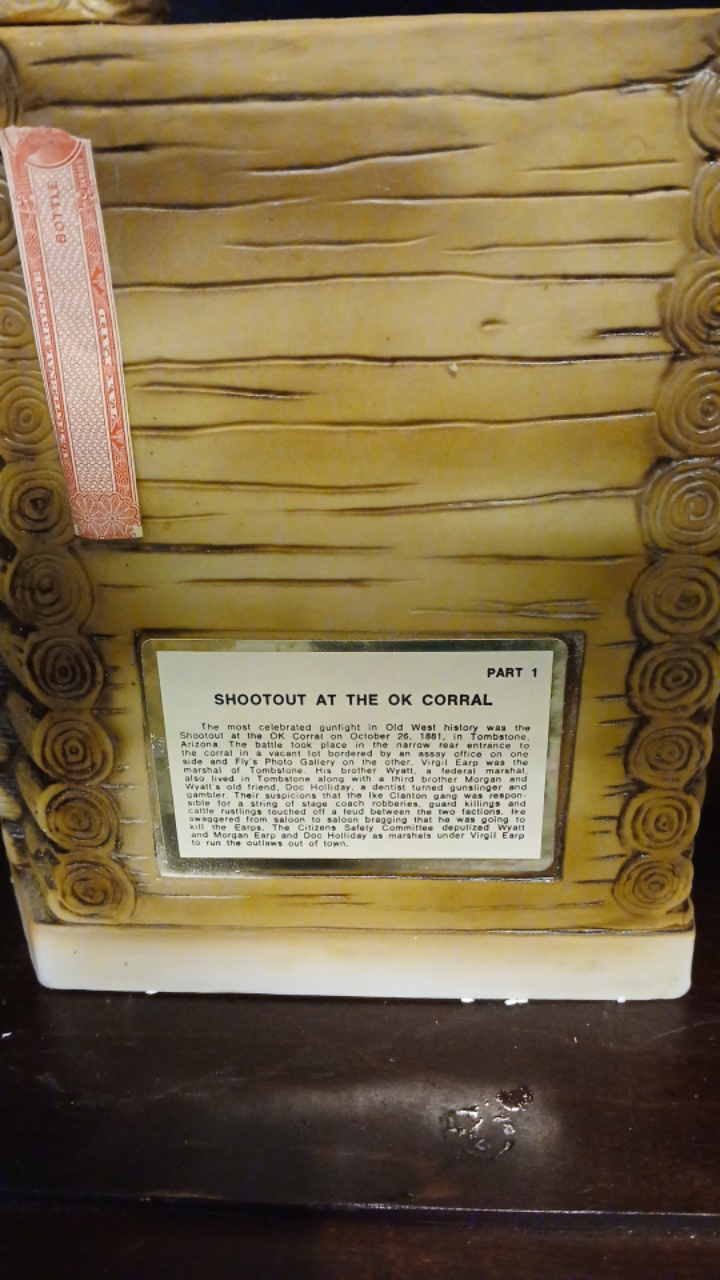 BOTTLE
SERIES
U.S. INTERNAL REVENUE
TAX PAID
PART 1
SHOOTOUT AT THE OK CORRAL
The most celebrated gunfight in Old West history was the
Shootout at the OK Corral on October 26, 1881, in Tombstone,
Arizona. The battle took place in the narrow rear entrance to
the corral in a vacant lot bordered by an assay office on one
side and Fly's Photo Gallery on the other. Virgil Earp was the
marshal of Tombstone. His brother Wyatt, a federal marshal,
also lived in Tombstone along with a third brother Morgan and
Wyatt's old friend, Doc Holliday, a dentist turned gunslinger and
gambler. Their suspicions that the Ike Clanton gang was respon-
sible for a string of stage coach robberies, guard killings and
cattle rustlings touched off a feud between the two factions. Ike
swaggered from saloon to saloon bragging that he was going to
kill the Earps. The Citizens Safety Committee deputized Wyatt
and Morgan Earp and Doc Holliday as marshals under Virgil Earp
to run the outlaws out of town.